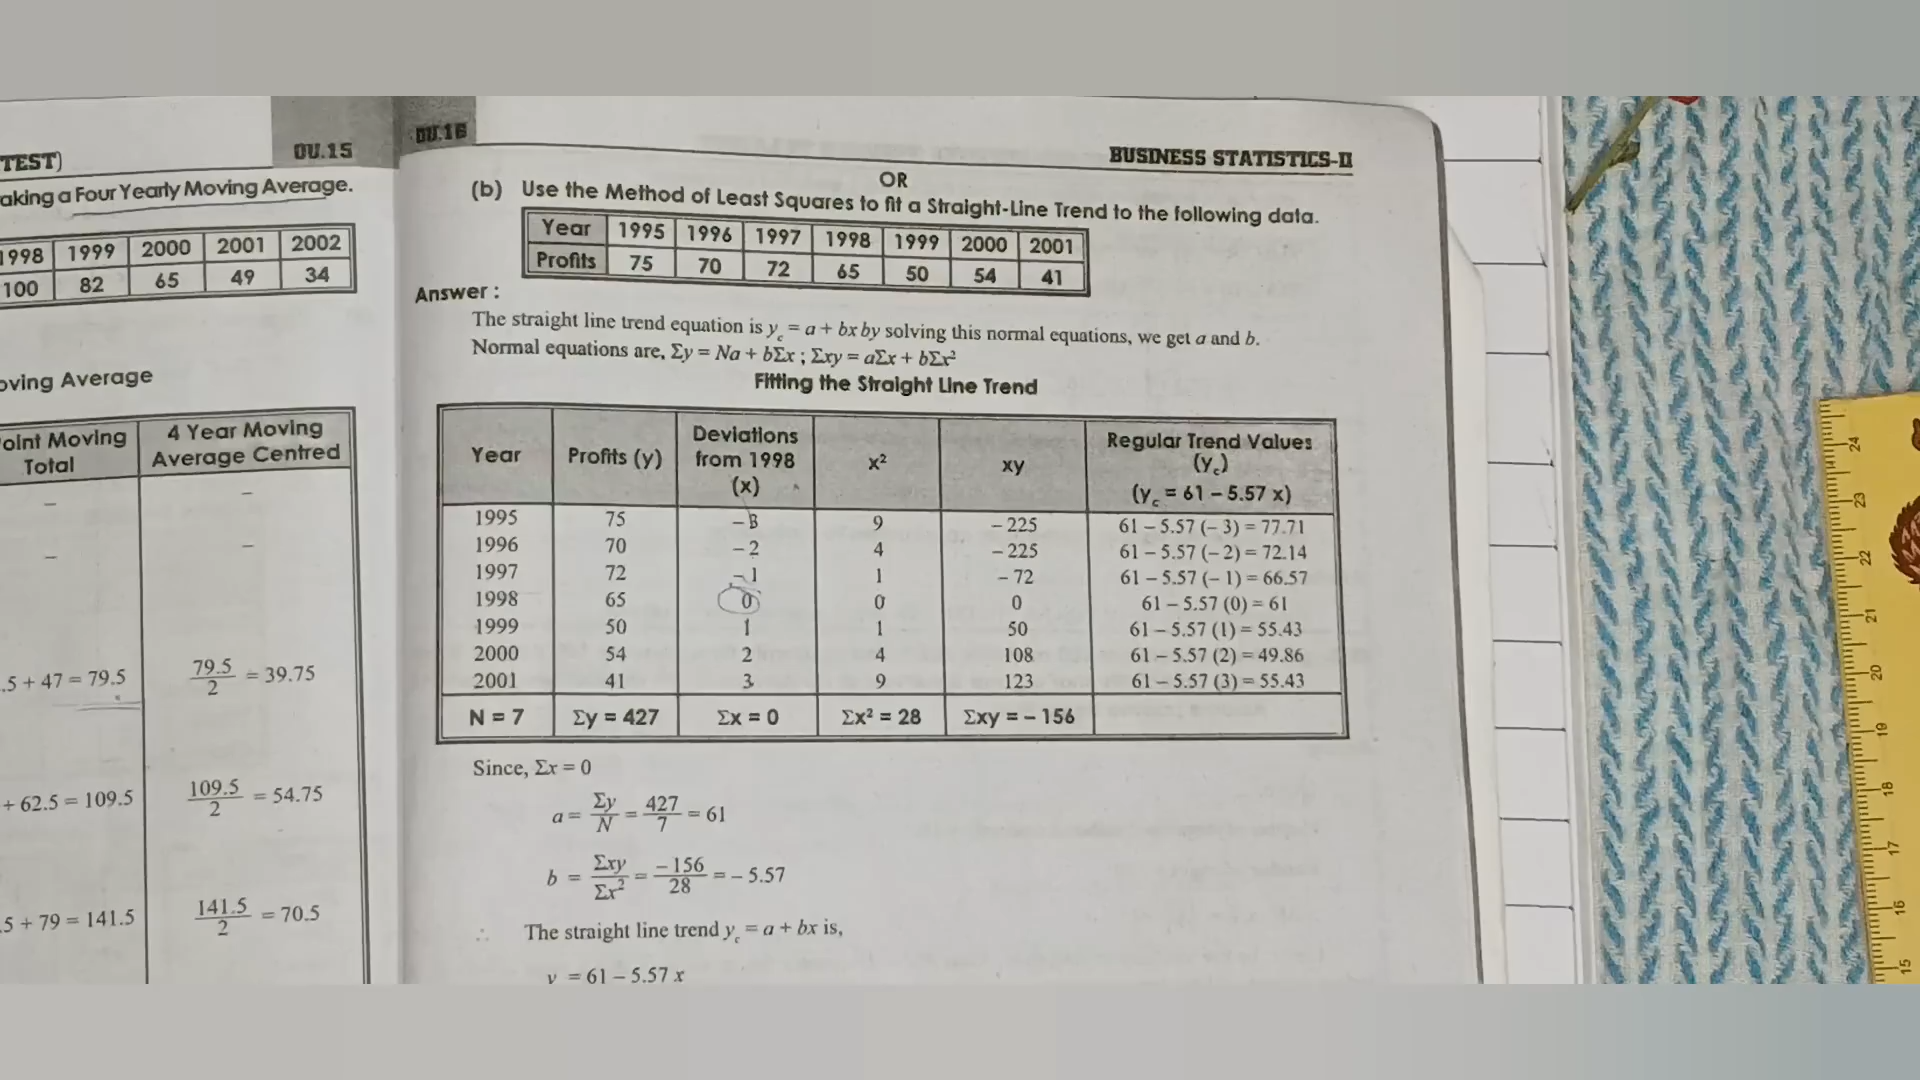 TEST)
OU.15
aking a Four Yearly Moving Average.
1998 1999 2000 2001 2002
100 82 65 49 34
oving Average
oint Moving Total
4 Year Moving Average Centred
– –
– –
.5 + 47 = 79.5 79.5/2 = 39.75
+ 62.5 = 109.5 109.5/2 = 54.75
5 + 79 = 141.5 141.5/2 = 70.5
OU.16
BUSINESS STATISTICS-II
OR
(b) Use the Method of Least Squares to fit a Straight-Line Trend to the following data.
Year 1995 1996 1997 1998 1999 2000 2001
Profits 75 70 72 65 50 54 41
Answer :
The straight line trend equation is y_c = a + bx by solving this normal equations, we get a and b.
Normal equations are, Σy = Na + bΣx ; Σxy = aΣx + bΣx²
Fitting the Straight Line Trend
Year Profits (y) Deviations from 1998 (x) x² xy Regular Trend Values (y_c) (y_c = 61 – 5.57 x)
1995 75 –3 9 – 225 61 – 5.57 (– 3) = 77.71
1996 70 –2 4 – 225 61 – 5.57 (– 2) = 72.14
1997 72 –1 1 – 72 61 – 5.57 (– 1) = 66.57
1998 65 0 0 0 61 – 5.57 (0) = 61
1999 50 1 1 50 61 – 5.57 (1) = 55.43
2000 54 2 4 108 61 – 5.57 (2) = 49.86
2001 41 3 9 123 61 – 5.57 (3) = 55.43
N = 7 Σy = 427 Σx = 0 Σx² = 28 Σxy = – 156
Since, Σx = 0
a = Σy/N = 427/7 = 61
b = Σxy/Σx² = –156/28 = – 5.57
∴ The straight line trend y_c = a + bx is,
y = 61 – 5.57 x
24
23
22
21
20
19
18
17
16
15